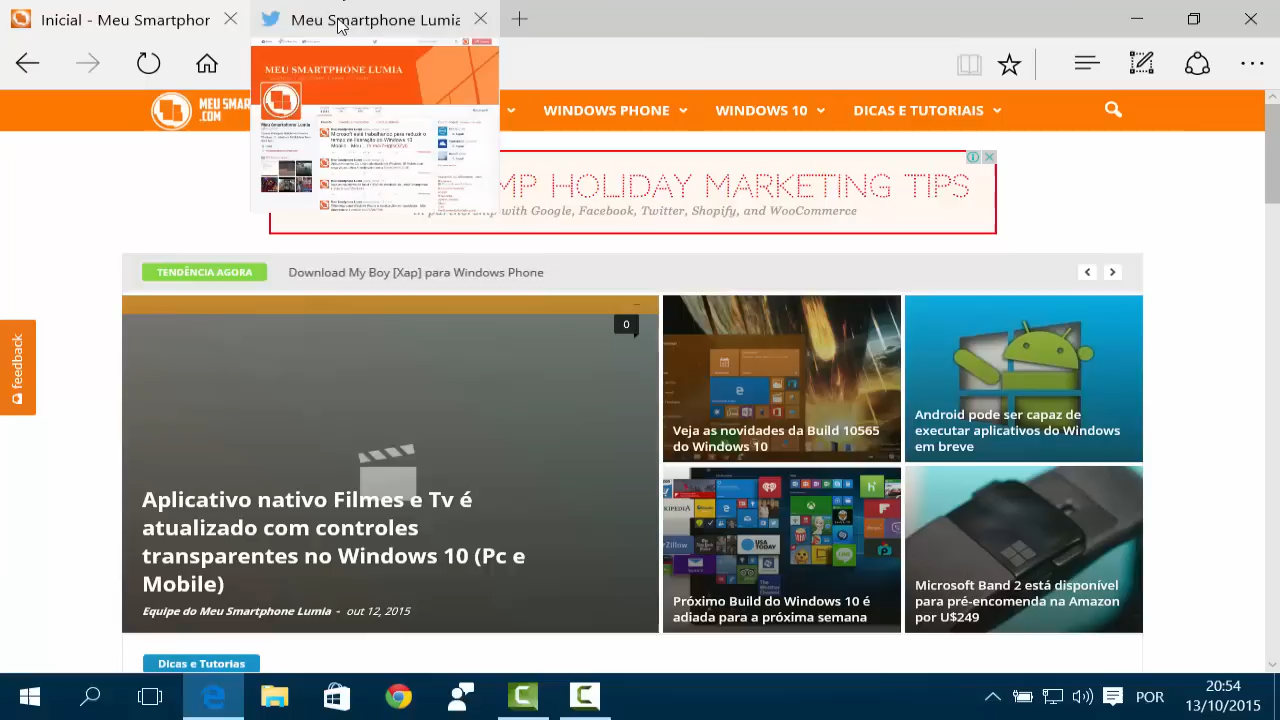 Inicial - Meu Smartphor
Meu Smartphone Lumia
MEU SMARTPHONE LUMIA
MEU SMAR
.COM
WINDOWS PHONE
WINDOWS 10
DICAS E TUTORIAIS
MP HOLIDAY MARKETING TIPS
with Google, Facebook, Twitter, Shopify, and WooCommerce
TENDÊNCIA AGORA
Download My Boy [Xap] para Windows Phone
feedback
0
Aplicativo nativo Filmes e Tv é
atualizado com controles
transparentes no Windows 10 (Pc e
Mobile)
Equipe do Meu Smartphone Lumia - out 12, 2015
Veja as novidades da Build 10565
do Windows 10
Android pode ser capaz de
executar aplicativos do Windows
em breve
Próximo Build do Windows 10 é
adiada para a próxima semana
Microsoft Band 2 está disponível
para pré-encomenda na Amazon
por U$249
Dicas e Tutorias
POR
20:54
13/10/2015